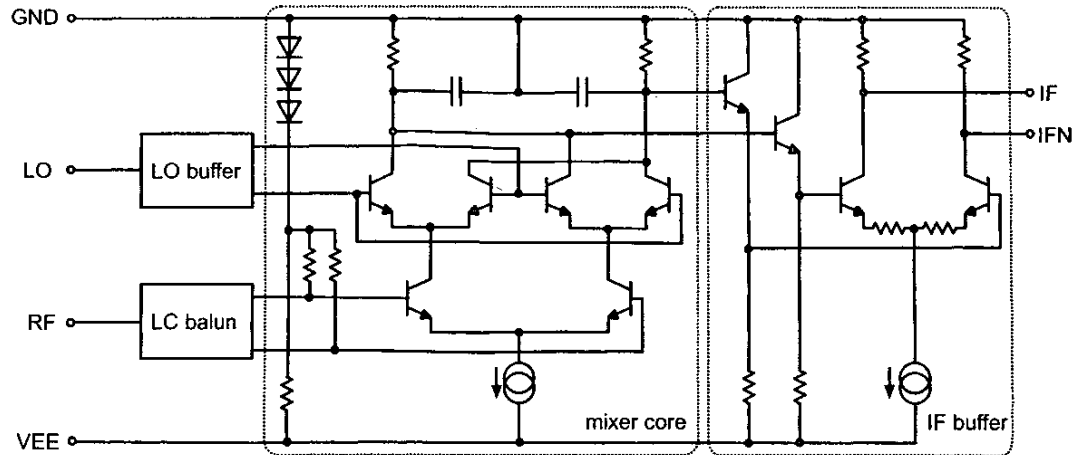 GND
LO
LO buffer
IF
IFN
RF
LC balun
VEE
mixer core
IF buffer